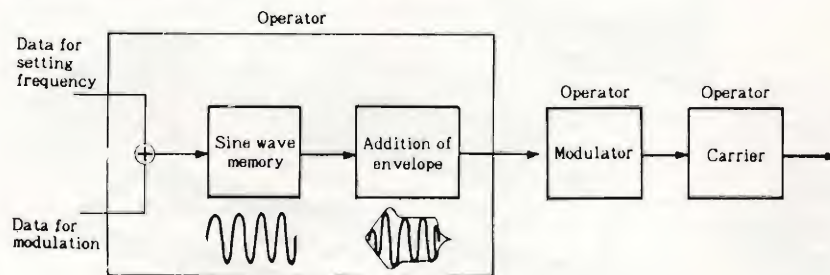 Operator
Data for
setting
frequency
+
Sine wave
memory
Addition of
envelope
Data for
modulation
Operator
Modulator
Operator
Carrier